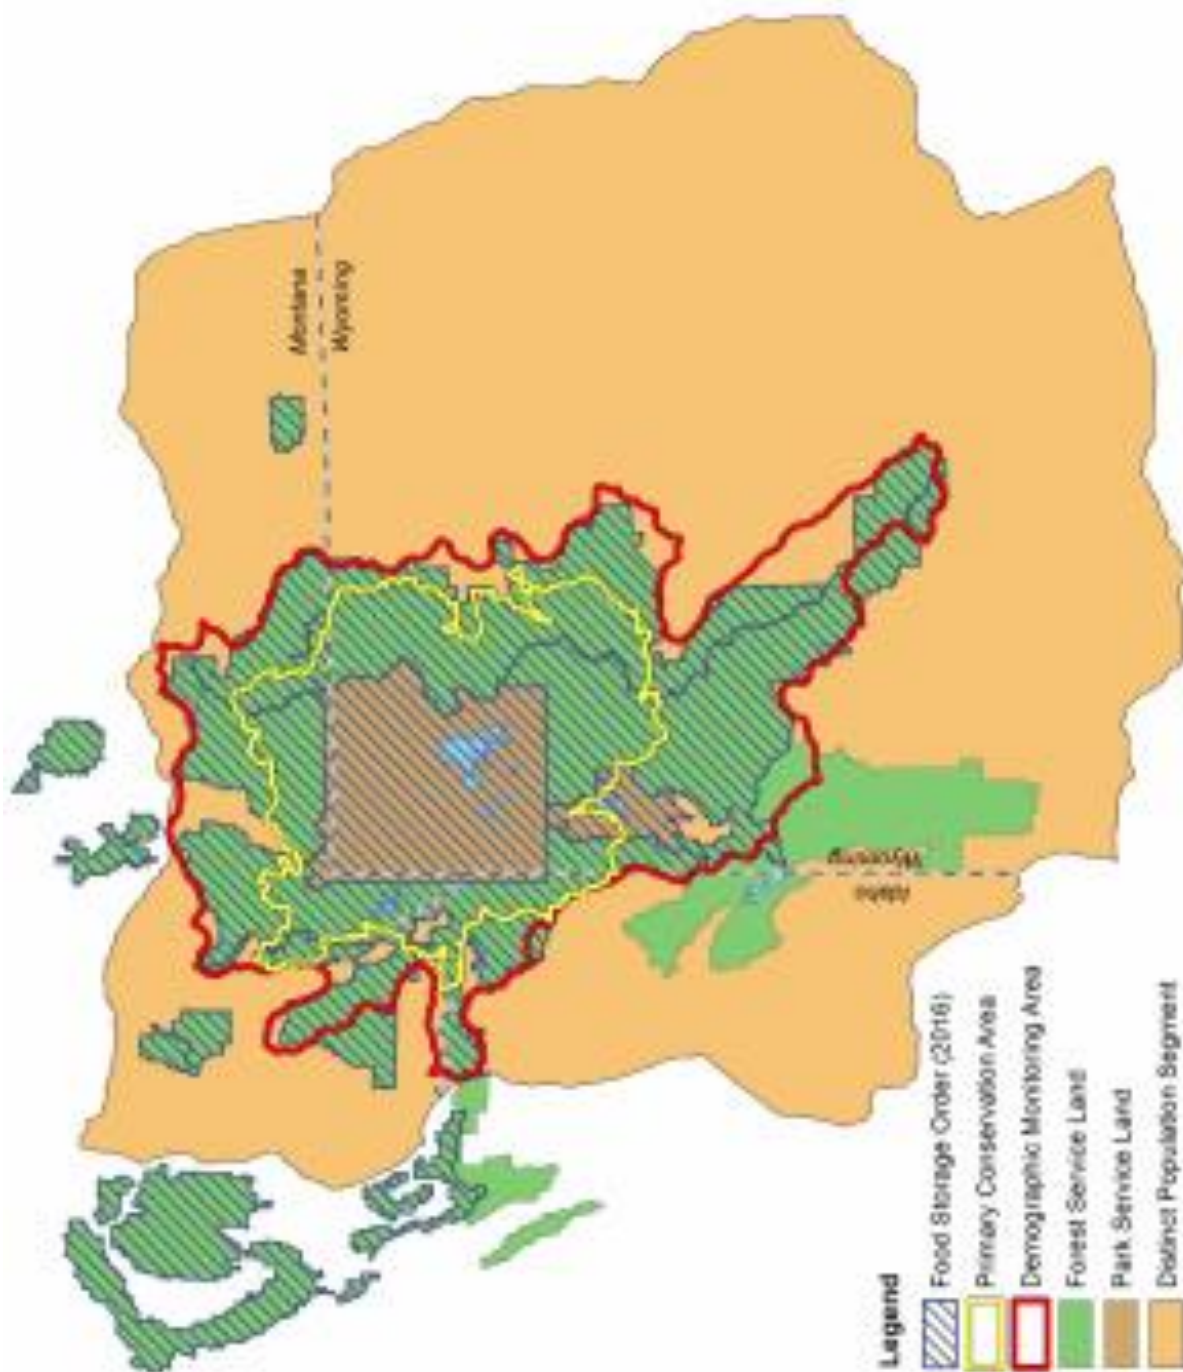 Montana
Wyoming
Idaho
Wyoming
Legend
Food Storage Order (2016)
Primary Conservation Area
Demographic Monitoring Area
Forest Service Land
Park Service Land
Distinct Population Segment